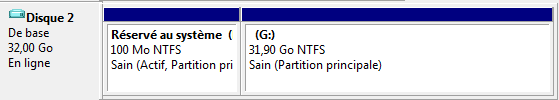 Disque 2
De base
32,00 Go
En ligne
Réservé au système (
100 Mo NTFS
Sain (Actif, Partition pri
(G:)
31,90 Go NTFS
Sain (Partition principale)